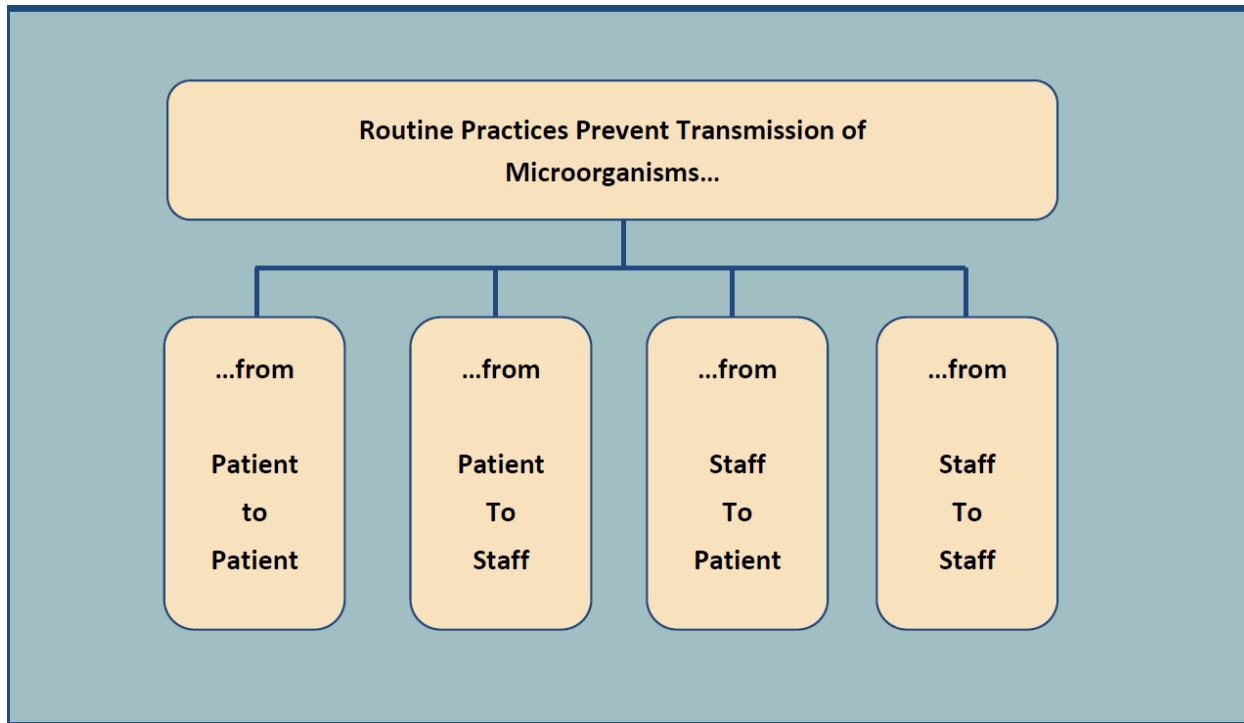 Routine Practices Prevent Transmission of
Microorganisms...
...from
Patient
to
Patient
...from
Patient
To
Staff
...from
Staff
To
Patient
...from
Staff
To
Staff